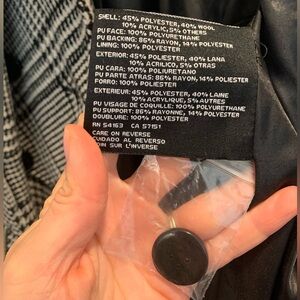 SHELL: 45% POLYESTER, 40% WOOL
10% ACRYLIC, 5% OTHERS
PU FACE: 100% POLYURETHANE
PU BACKING: 86% RAYON, 14% POLYESTER
LINING: 100% POLYESTER
EXTERIOR: 45% POLIESTER, 40% LANA
10% ACRILICO, 5% OTRAS
PU CARA: 100% POLIURETANO
PU PARTE ATRAS: 86% RAYON, 14% POLIESTER
FORRO: 100% POLIESTER
EXTERIEUR: 45% POLYESTER, 40% LAINE
10% ACRYLIQUE, 5% AUTRES
PU VISAGE DE COQUILLE: 100% POLYURETHANE
PU SUPPORT: 86% RAYONNE, 14% POLYESTER
DOUBLURE: 100% POLYESTER
RN 54163 CA 57151
CARE ON REVERSE
CUIDADO AL REVERSO
SOIN SUR L'INVERSE